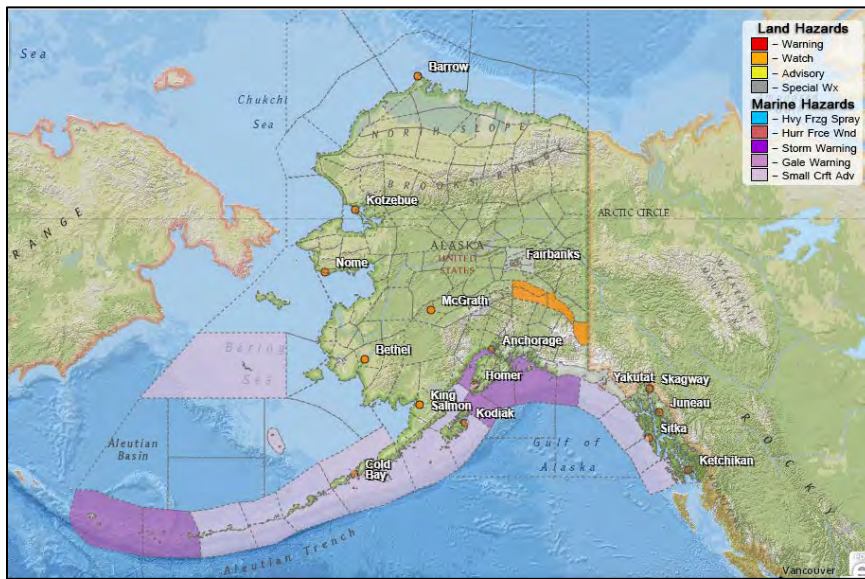 Sea
Chukchi
Sea
Barrow
NORTH SLOPE
BROOKS RANGE
Kotzebue
RANGE
ARCTIC CIRCLE
Nome
ALASKA
UNITED
STATES
Fairbanks
MACKENZIE
MOUNTAINS
McGrath
Bering
Sea
Bethel
Anchorage
Homer
King
Salmon
Kodiak
Yakutat
Skagway
Juneau
Sitka
Ketchikan
Gulf of
Alaska
ROCKY
Aleutian
Basin
Cold
Bay
Aleutian Trench
Vancouver
Land Hazards
– Warning
– Watch
– Advisory
– Special Wx
Marine Hazards
– Hvy Frzg Spray
– Hurr Frce Wnd
– Storm Warning
– Gale Warning
– Small Crft Adv